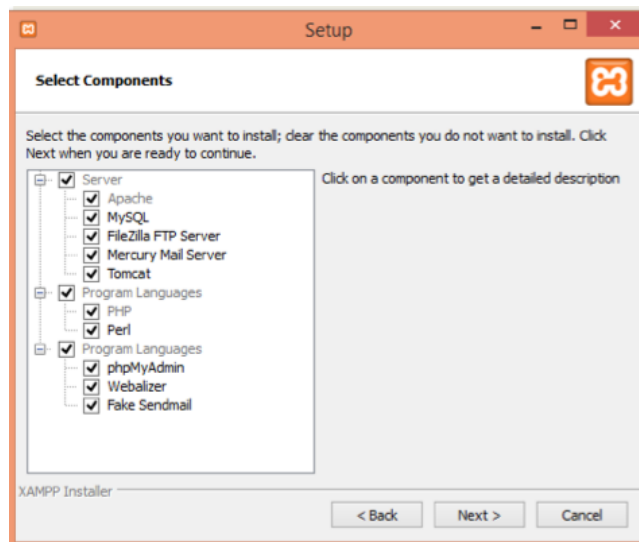 Setup
Select Components
Select the components you want to install; clear the components you do not want to install. Click
Next when you are ready to continue.
Server
Apache
MySQL
FileZilla FTP Server
Mercury Mail Server
Tomcat
Program Languages
PHP
Perl
Program Languages
phpMyAdmin
Webalizer
Fake Sendmail
Click on a component to get a detailed description
XAMPP Installer
< Back
Next >
Cancel